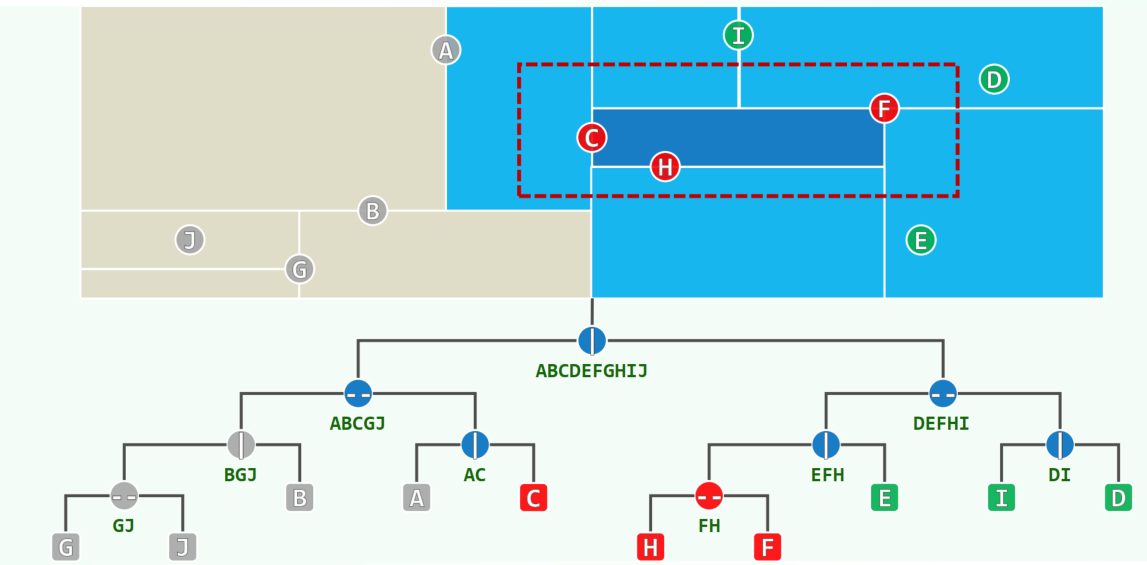 I
A
D
F
C
H
B
J
E
G
ABCDEFGHIJ
ABCGJ DEFHI
BGJ B AC EFH E DI
A C I D
GJ FH
G J H F